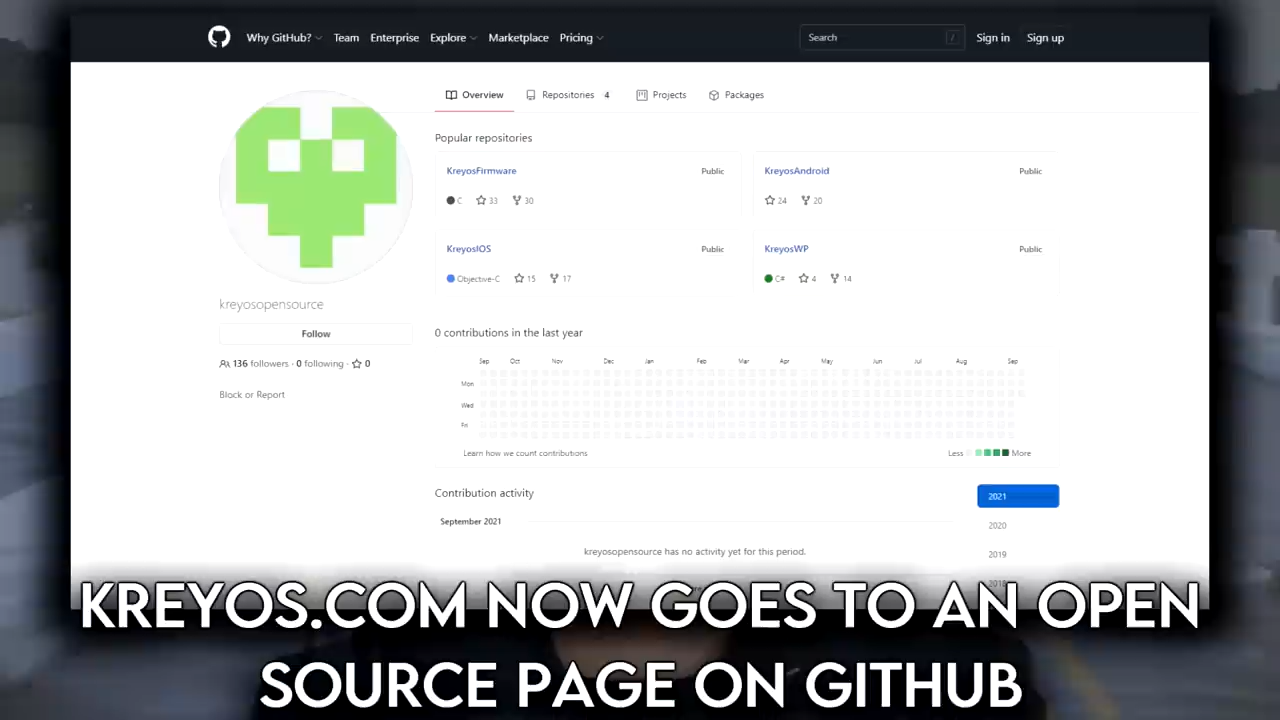 Why GitHub? Team Enterprise Explore Marketplace Pricing Search / Sign in Sign up
Overview Repositories 4 Projects Packages
Popular repositories
KreyosFirmware Public
C 33 30
KreyosAndroid Public
24 20
KreyosIOS Public
Objective-C 15 17
KreyosWP Public
C# 4 14
kreyosopensource
Follow
136 followers · 0 following · 0
Block or Report
0 contributions in the last year
Sep Oct Nov Dec Jan Feb Mar Apr May Jun Jul Aug Sep
Mon
Wed
Fri
Learn how we count contributions
Less More
Contribution activity
2021
2020
2019
2018
September 2021
kreyosopensource has no activity yet for this period.
KREYOS.COM NOW GOES TO AN OPEN
SOURCE PAGE ON GITHUB